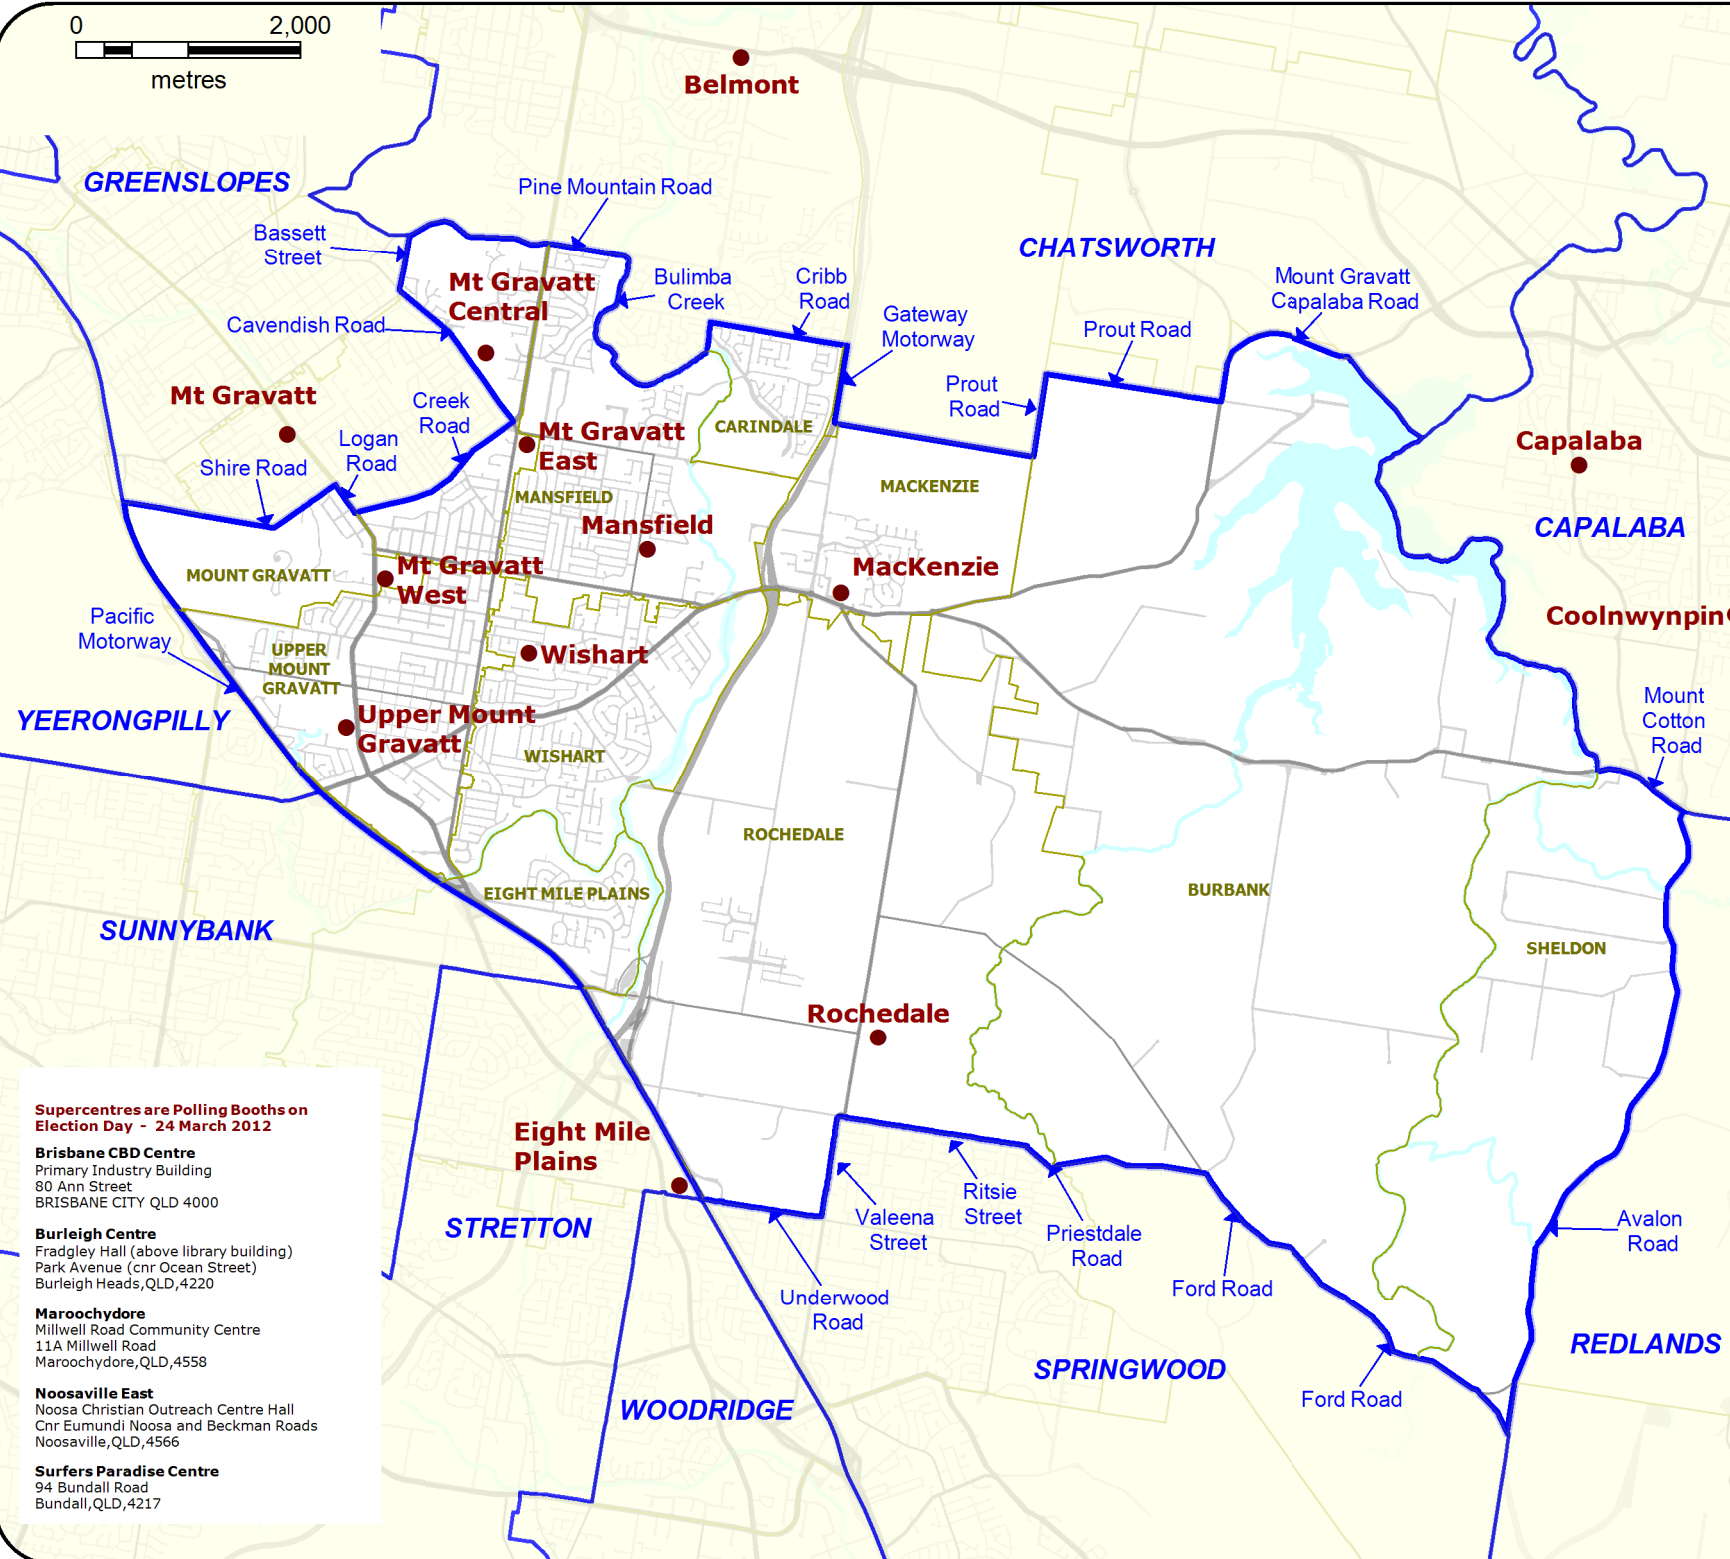 0 2,000
metres
Belmont
GREENSLOPES
Pine Mountain Road
Bassett
Street
CHATSWORTH
Mt Gravatt
Central
Bulimba
Creek
Cribb
Road
Mount Gravatt
Capalaba Road
Gateway
Motorway
Cavendish Road
Prout Road
Prout
Road
Mt Gravatt
Creek
Road
Logan
Road
Shire Road
Mt Gravatt
East
CARINDALE
Capalaba
MANSFIELD
MACKENZIE
Mansfield
CAPALABA
MOUNT GRAVATT
Mt Gravatt
West
MacKenzie
Pacific
Motorway
Coolnwynpin
UPPER
MOUNT
GRAVATT
Wishart
YEERONGPILLY
Upper Mount
Gravatt
WISHART
Mount
Cotton
Road
ROCHEDALE
EIGHT MILE PLAINS
BURBANK
SUNNYBANK
SHELDON
Rochedale
Eight Mile
Plains
STRETTON
Valeena
Street
Ritsie
Street
Priestdale
Road
Avalon
Road
Ford Road
Underwood
Road
REDLANDS
SPRINGWOOD
Ford Road
WOODRIDGE
Supercentres are Polling Booths on
Election Day - 24 March 2012
Brisbane CBD Centre
Primary Industry Building
80 Ann Street
BRISBANE CITY QLD 4000
Burleigh Centre
Fradgley Hall (above library building)
Park Avenue (cnr Ocean Street)
Burleigh Heads,QLD,4220
Maroochydore
Millwell Road Community Centre
11A Millwell Road
Maroochydore,QLD,4558
Noosaville East
Noosa Christian Outreach Centre Hall
Cnr Eumundi Noosa and Beckman Roads
Noosaville,QLD,4566
Surfers Paradise Centre
94 Bundall Road
Bundall,QLD,4217